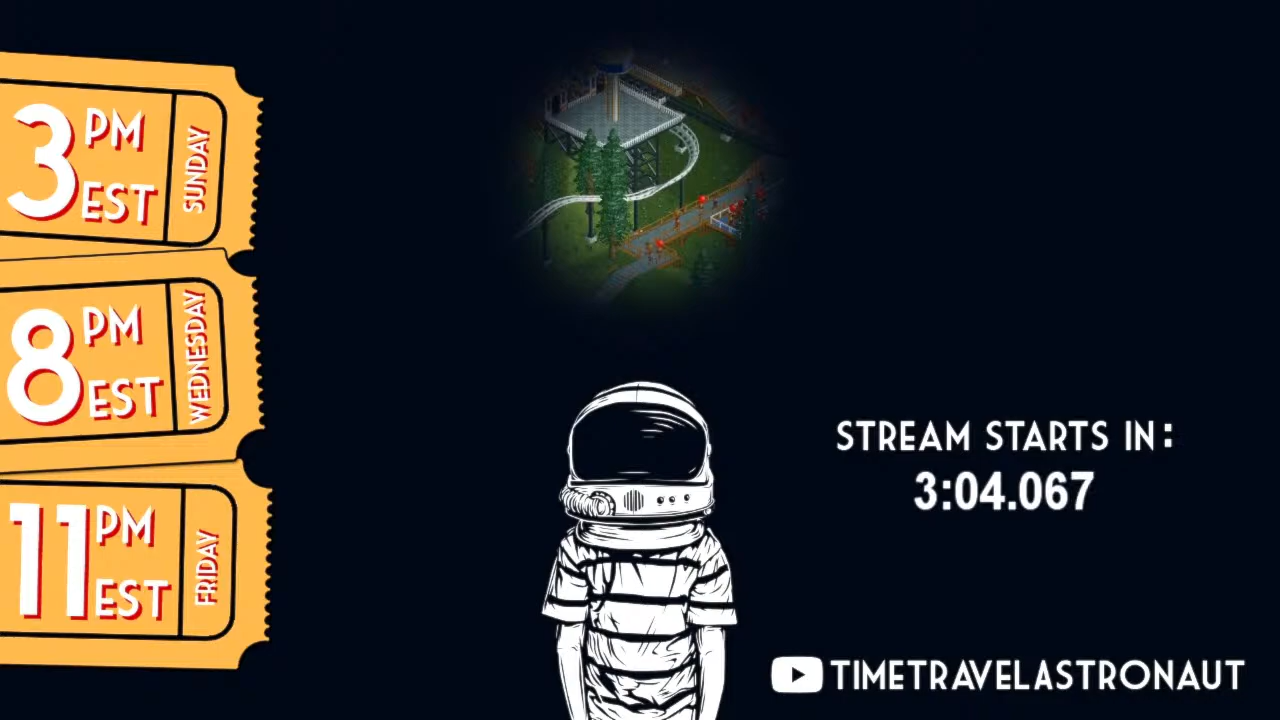 3 PM
EST
SUNDAY
8 PM
EST
WEDNESDAY
11 PM
EST
FRIDAY
STREAM STARTS IN:
3:04.067
TIMETRAVELASTRONAUT